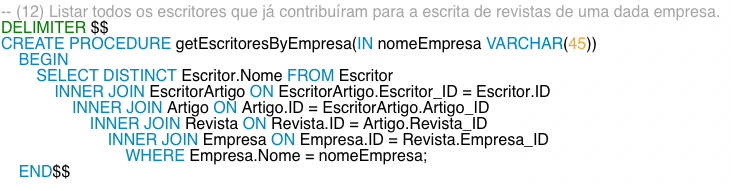 -- (12) Listar todos os escritores que já contribuíram para a escrita de revistas de uma dada empresa.
DELIMITER $$
CREATE PROCEDURE getEscritoresByEmpresa(IN nomeEmpresa VARCHAR(45))
BEGIN
SELECT DISTINCT Escritor.Nome FROM Escritor
INNER JOIN EscritorArtigo ON EscritorArtigo.Escritor_ID = Escritor.ID
INNER JOIN Artigo ON Artigo.ID = EscritorArtigo.Artigo_ID
INNER JOIN Revista ON Revista.ID = Artigo.Revista_ID
INNER JOIN Empresa ON Empresa.ID = Revista.Empresa_ID
WHERE Empresa.Nome = nomeEmpresa;
END$$